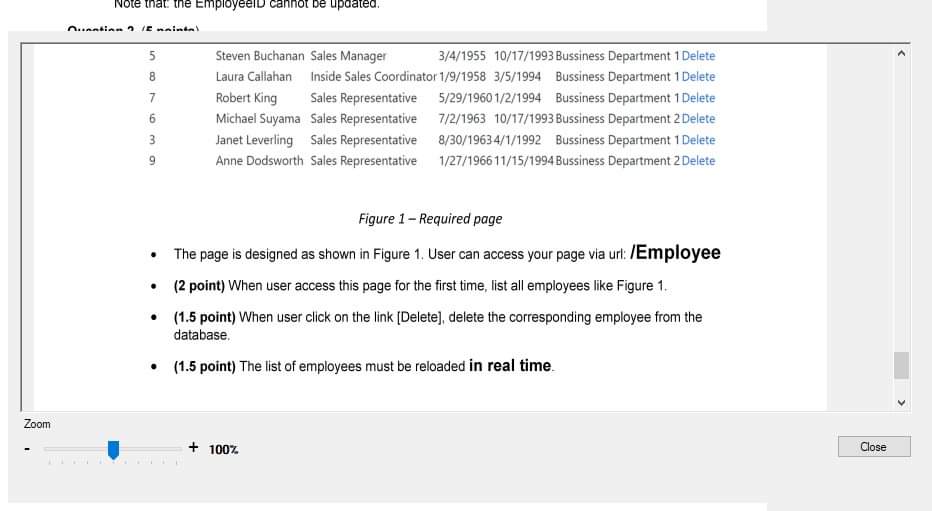 Note that: the EmployeeID cannot be updated.
Question 2. (5 points)
5 Steven Buchanan Sales Manager 3/4/1955 10/17/1993 Bussiness Department 1 Delete
8 Laura Callahan Inside Sales Coordinator 1/9/1958 3/5/1994 Bussiness Department 1 Delete
7 Robert King Sales Representative 5/29/1960 1/2/1994 Bussiness Department 1 Delete
6 Michael Suyama Sales Representative 7/2/1963 10/17/1993 Bussiness Department 2 Delete
3 Janet Leverling Sales Representative 8/30/1963 4/1/1992 Bussiness Department 1 Delete
9 Anne Dodsworth Sales Representative 1/27/1966 11/15/1994 Bussiness Department 2 Delete
Figure 1 – Required page
• The page is designed as shown in Figure 1. User can access your page via url: /Employee
• (2 point) When user access this page for the first time, list all employees like Figure 1.
• (1.5 point) When user click on the link [Delete], delete the corresponding employee from the
database.
• (1.5 point) The list of employees must be reloaded in real time.
Zoom
- + 100%
Close